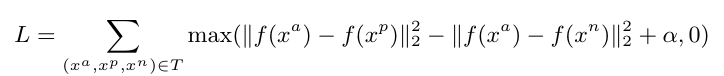 L = \sum_{(x^a, x^p, x^n) \in T} \max(\|f(x^a) - f(x^p)\|_2^2 - \|f(x^a) - f(x^n)\|_2^2 + \alpha, 0)